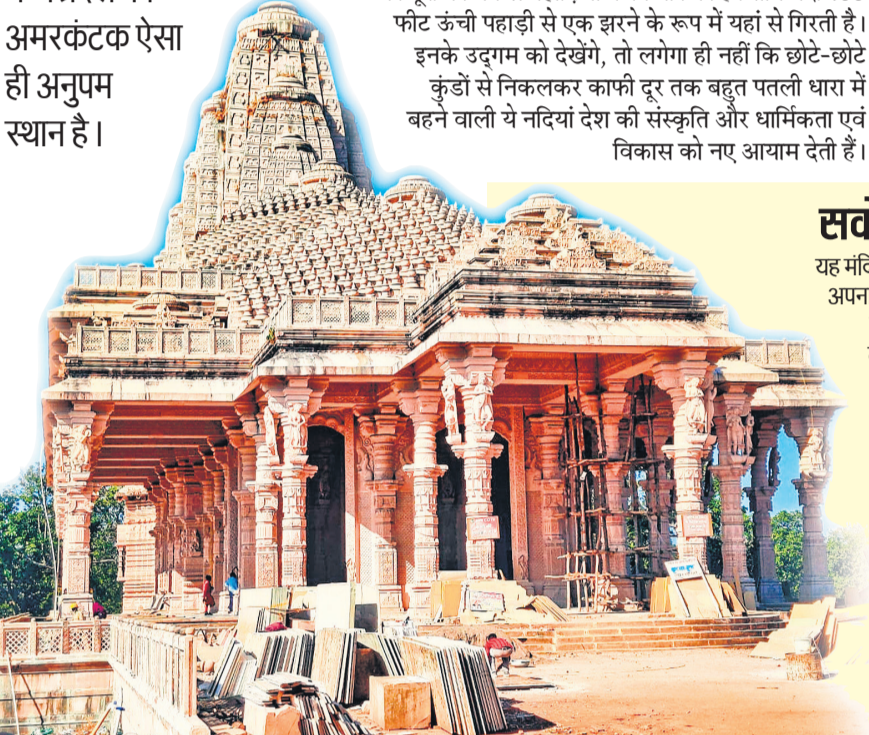 अमरकंटक ऐसा
ही अनुपम
स्थान है।
फीट ऊंची पहाड़ी से एक झरने के रूप में यहां से गिरती है।
इनके उद्गम को देखेंगे, तो लगेगा ही नहीं कि छोटे-छोटे
कुंडों से निकलकर काफी दूर तक बहुत पतली धारा में
बहने वाली ये नदियां देश की संस्कृति और धार्मिकता एवं
विकास को नए आयाम देती हैं।
यह
अपन